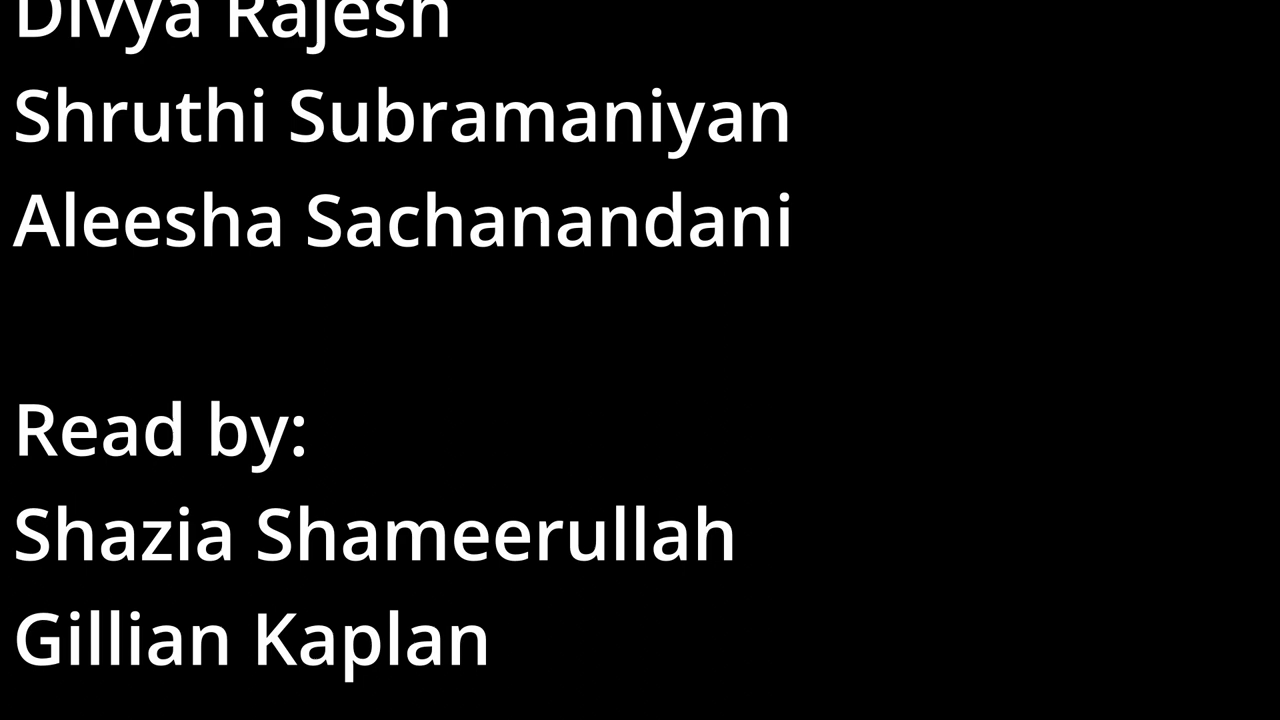 Divya Rajesh
Shruthi Subramaniyan
Aleesha Sachanandani
Read by:
Shazia Shameerullah
Gillian Kaplan